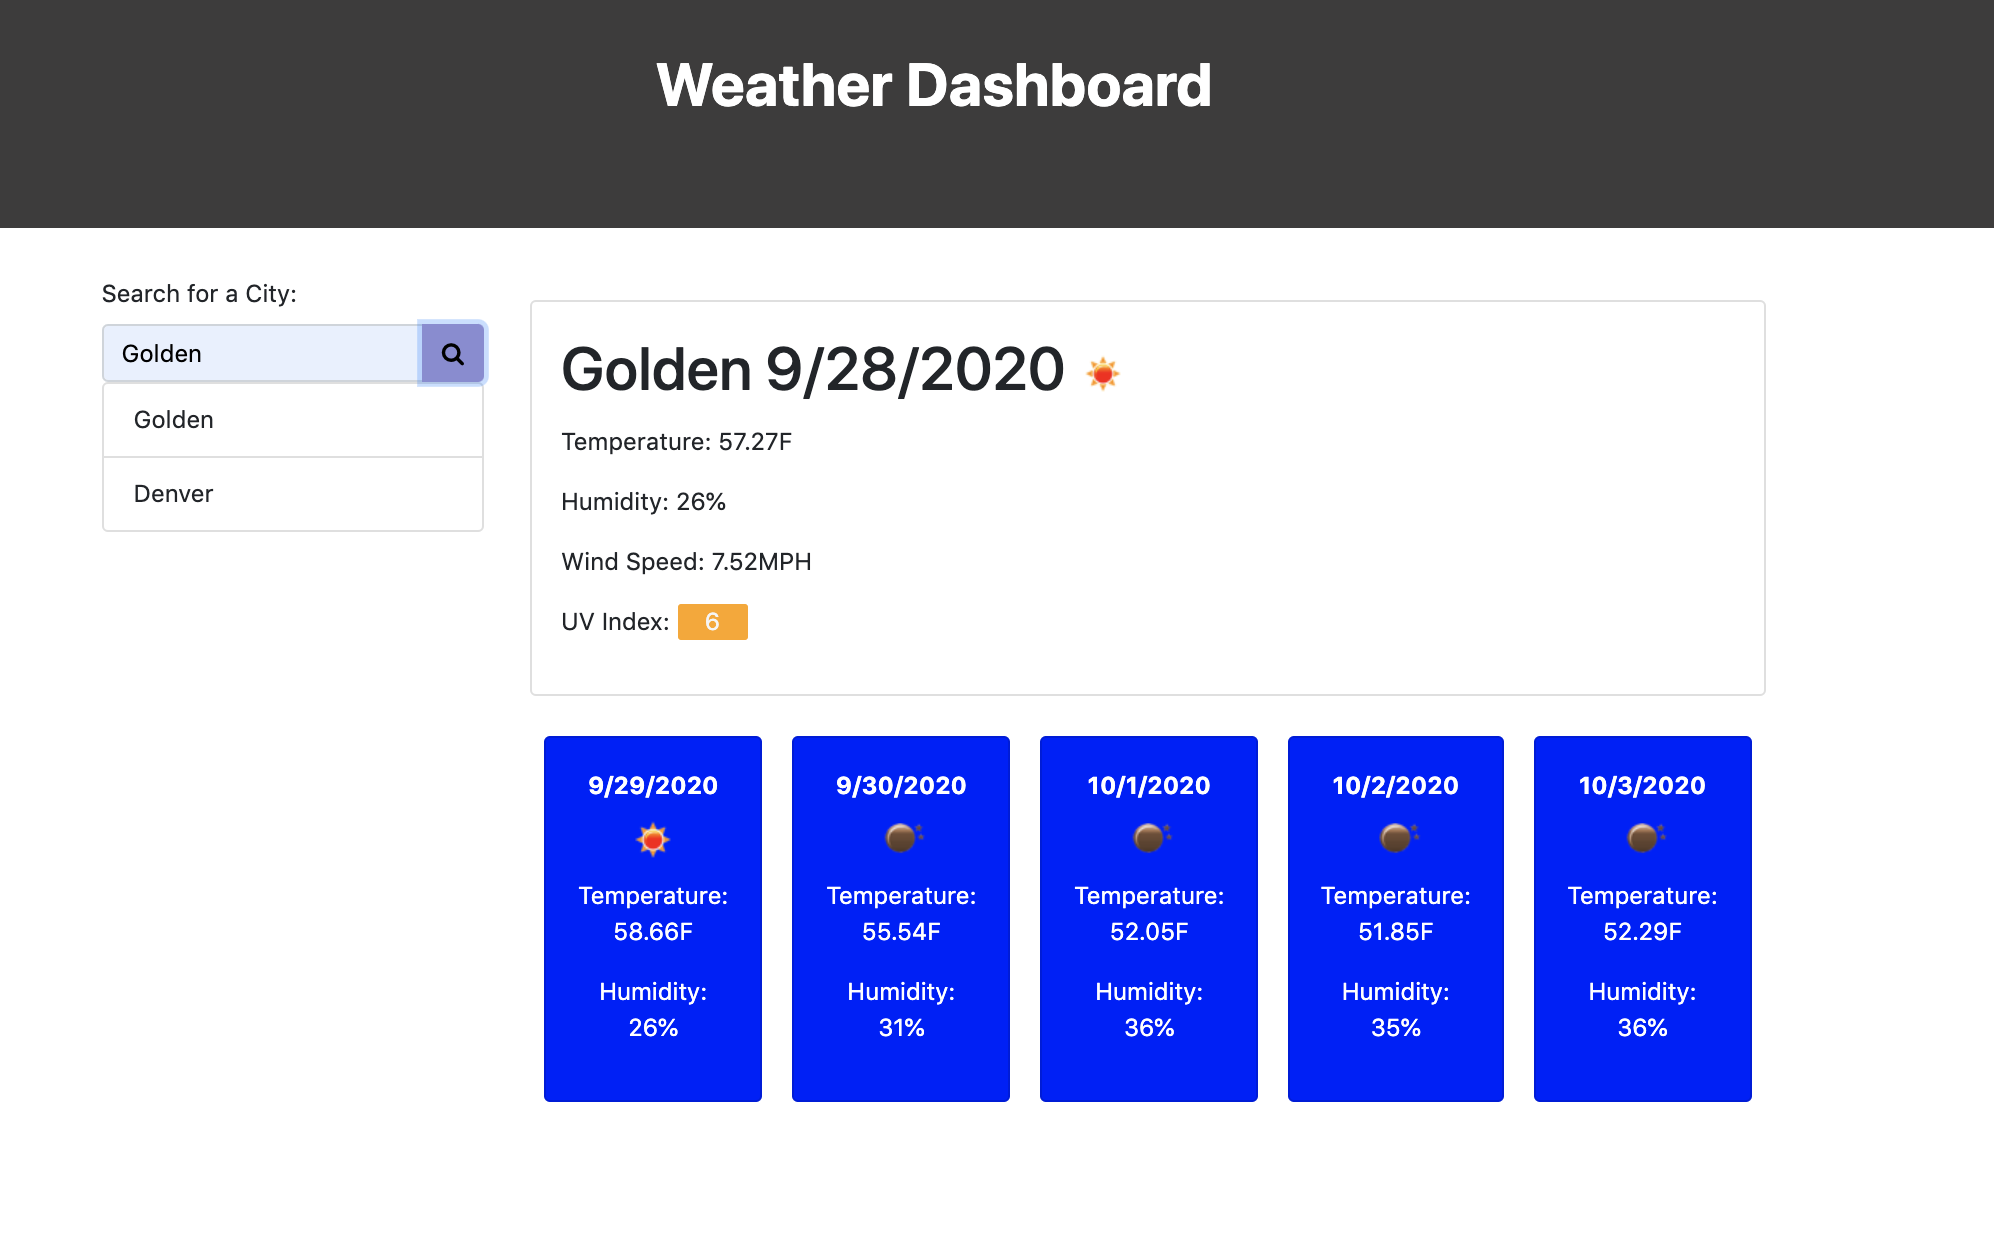 Weather Dashboard
Search for a City:
Golden
Golden
Denver
Golden 9/28/2020
Temperature: 57.27F
Humidity: 26%
Wind Speed: 7.52MPH
UV Index: 6
9/29/2020
Temperature:
58.66F
Humidity:
26%
9/30/2020
Temperature:
55.54F
Humidity:
31%
10/1/2020
Temperature:
52.05F
Humidity:
36%
10/2/2020
Temperature:
51.85F
Humidity:
35%
10/3/2020
Temperature:
52.29F
Humidity:
36%